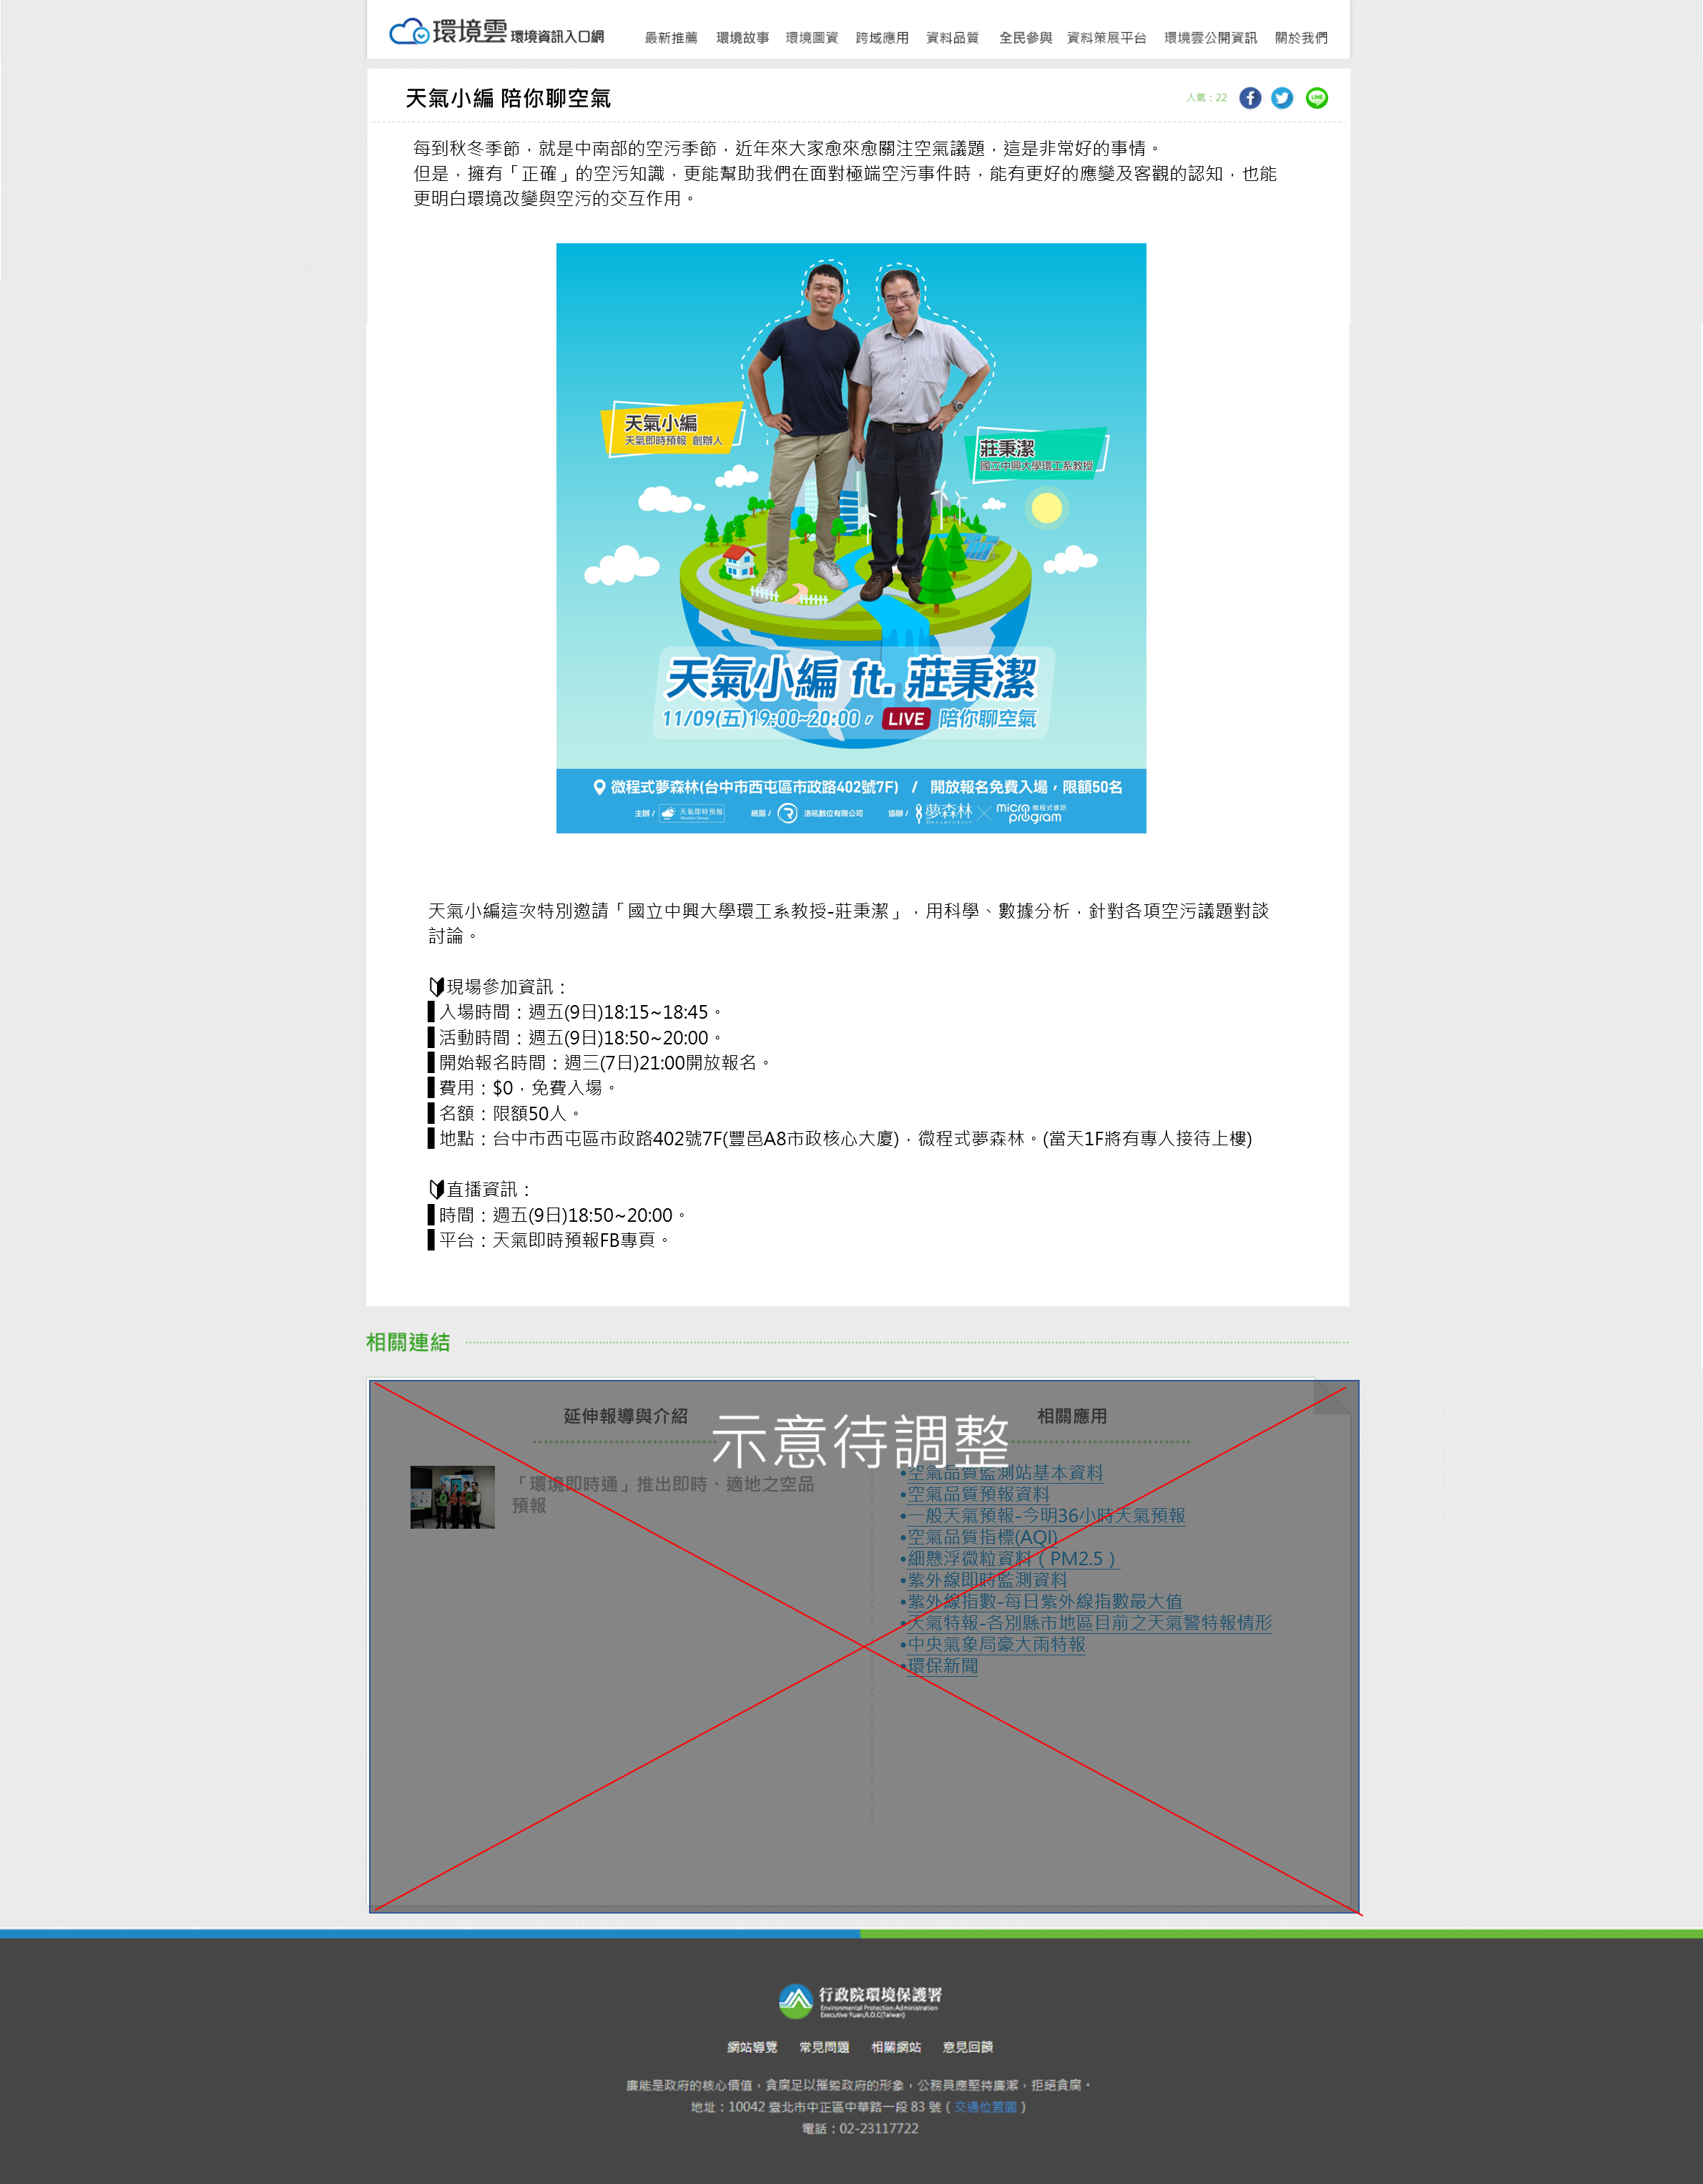 環境雲 環境資訊入口網
最新推薦 環境故事 環境圖資 跨域應用 資料品質 全民參與 資料策展平台 環境雲公開資訊 關於我們
天氣小編 陪你聊空氣
人氣：22
LINE
每到秋冬季節，就是中南部的空污季節，近年來大家愈來愈關注空氣議題，這是非常好的事情。
但是，擁有「正確」的空污知識，更能幫助我們在面對極端空污事件時，能有更好的應變及客觀的認知，也能
更明白環境改變與空污的交互作用。
天氣小編
天氣即時預報 創辦人
莊秉潔
國立中興大學環工系教授
天氣小編 ft. 莊秉潔
11/09(五)19:00~20:00， LIVE 陪你聊空氣
微程式夢森林(台中市西屯區市政路402號7F) / 開放報名免費入場，限額50名
主辦 / 天氣即時預報 統籌 / 洛吼數位有限公司 協辦 / 夢森林 × micro program 微程式資訊
天氣小編這次特別邀請「國立中興大學環工系教授-莊秉潔」，用科學、數據分析，針對各項空污議題對談
討論。
🔰現場參加資訊：
▌入場時間：週五(9日)18:15~18:45。
▌活動時間：週五(9日)18:50~20:00。
▌開始報名時間：週三(7日)21:00開放報名。
▌費用：$0，免費入場。
▌名額：限額50人。
▌地點：台中市西屯區市政路402號7F(豐邑A8市政核心大廈)，微程式夢森林。(當天1F將有專人接待上樓)
🔰直播資訊：
▌時間：週五(9日)18:50~20:00。
▌平台：天氣即時預報FB專頁。
相關連結
示意待調整
延伸報導與介紹
「環境即時通」推出即時、適地之空品
預報
相關應用
•空氣品質監測站基本資料
•空氣品質預報資料
•一般天氣預報-今明36小時天氣預報
•空氣品質指標(AQI)
•細懸浮微粒資料（PM2.5）
•紫外線即時監測資料
•紫外線指數-每日紫外線指數最大值
•天氣特報-各別縣市地區目前之天氣警特報情形
•中央氣象局豪大雨特報
•環保新聞
行政院環境保護署
Environmental Protection Administration
Executive Yuan,R.O.C(Taiwan)
網站導覽 常見問題 相關網站 意見回饋
廉能是政府的核心價值，貪腐足以摧毀政府的形象，公務員應堅持廉潔，拒絕貪腐。
地址：10042 臺北市中正區中華路一段 83 號（交通位置圖）
電話：02-23117722